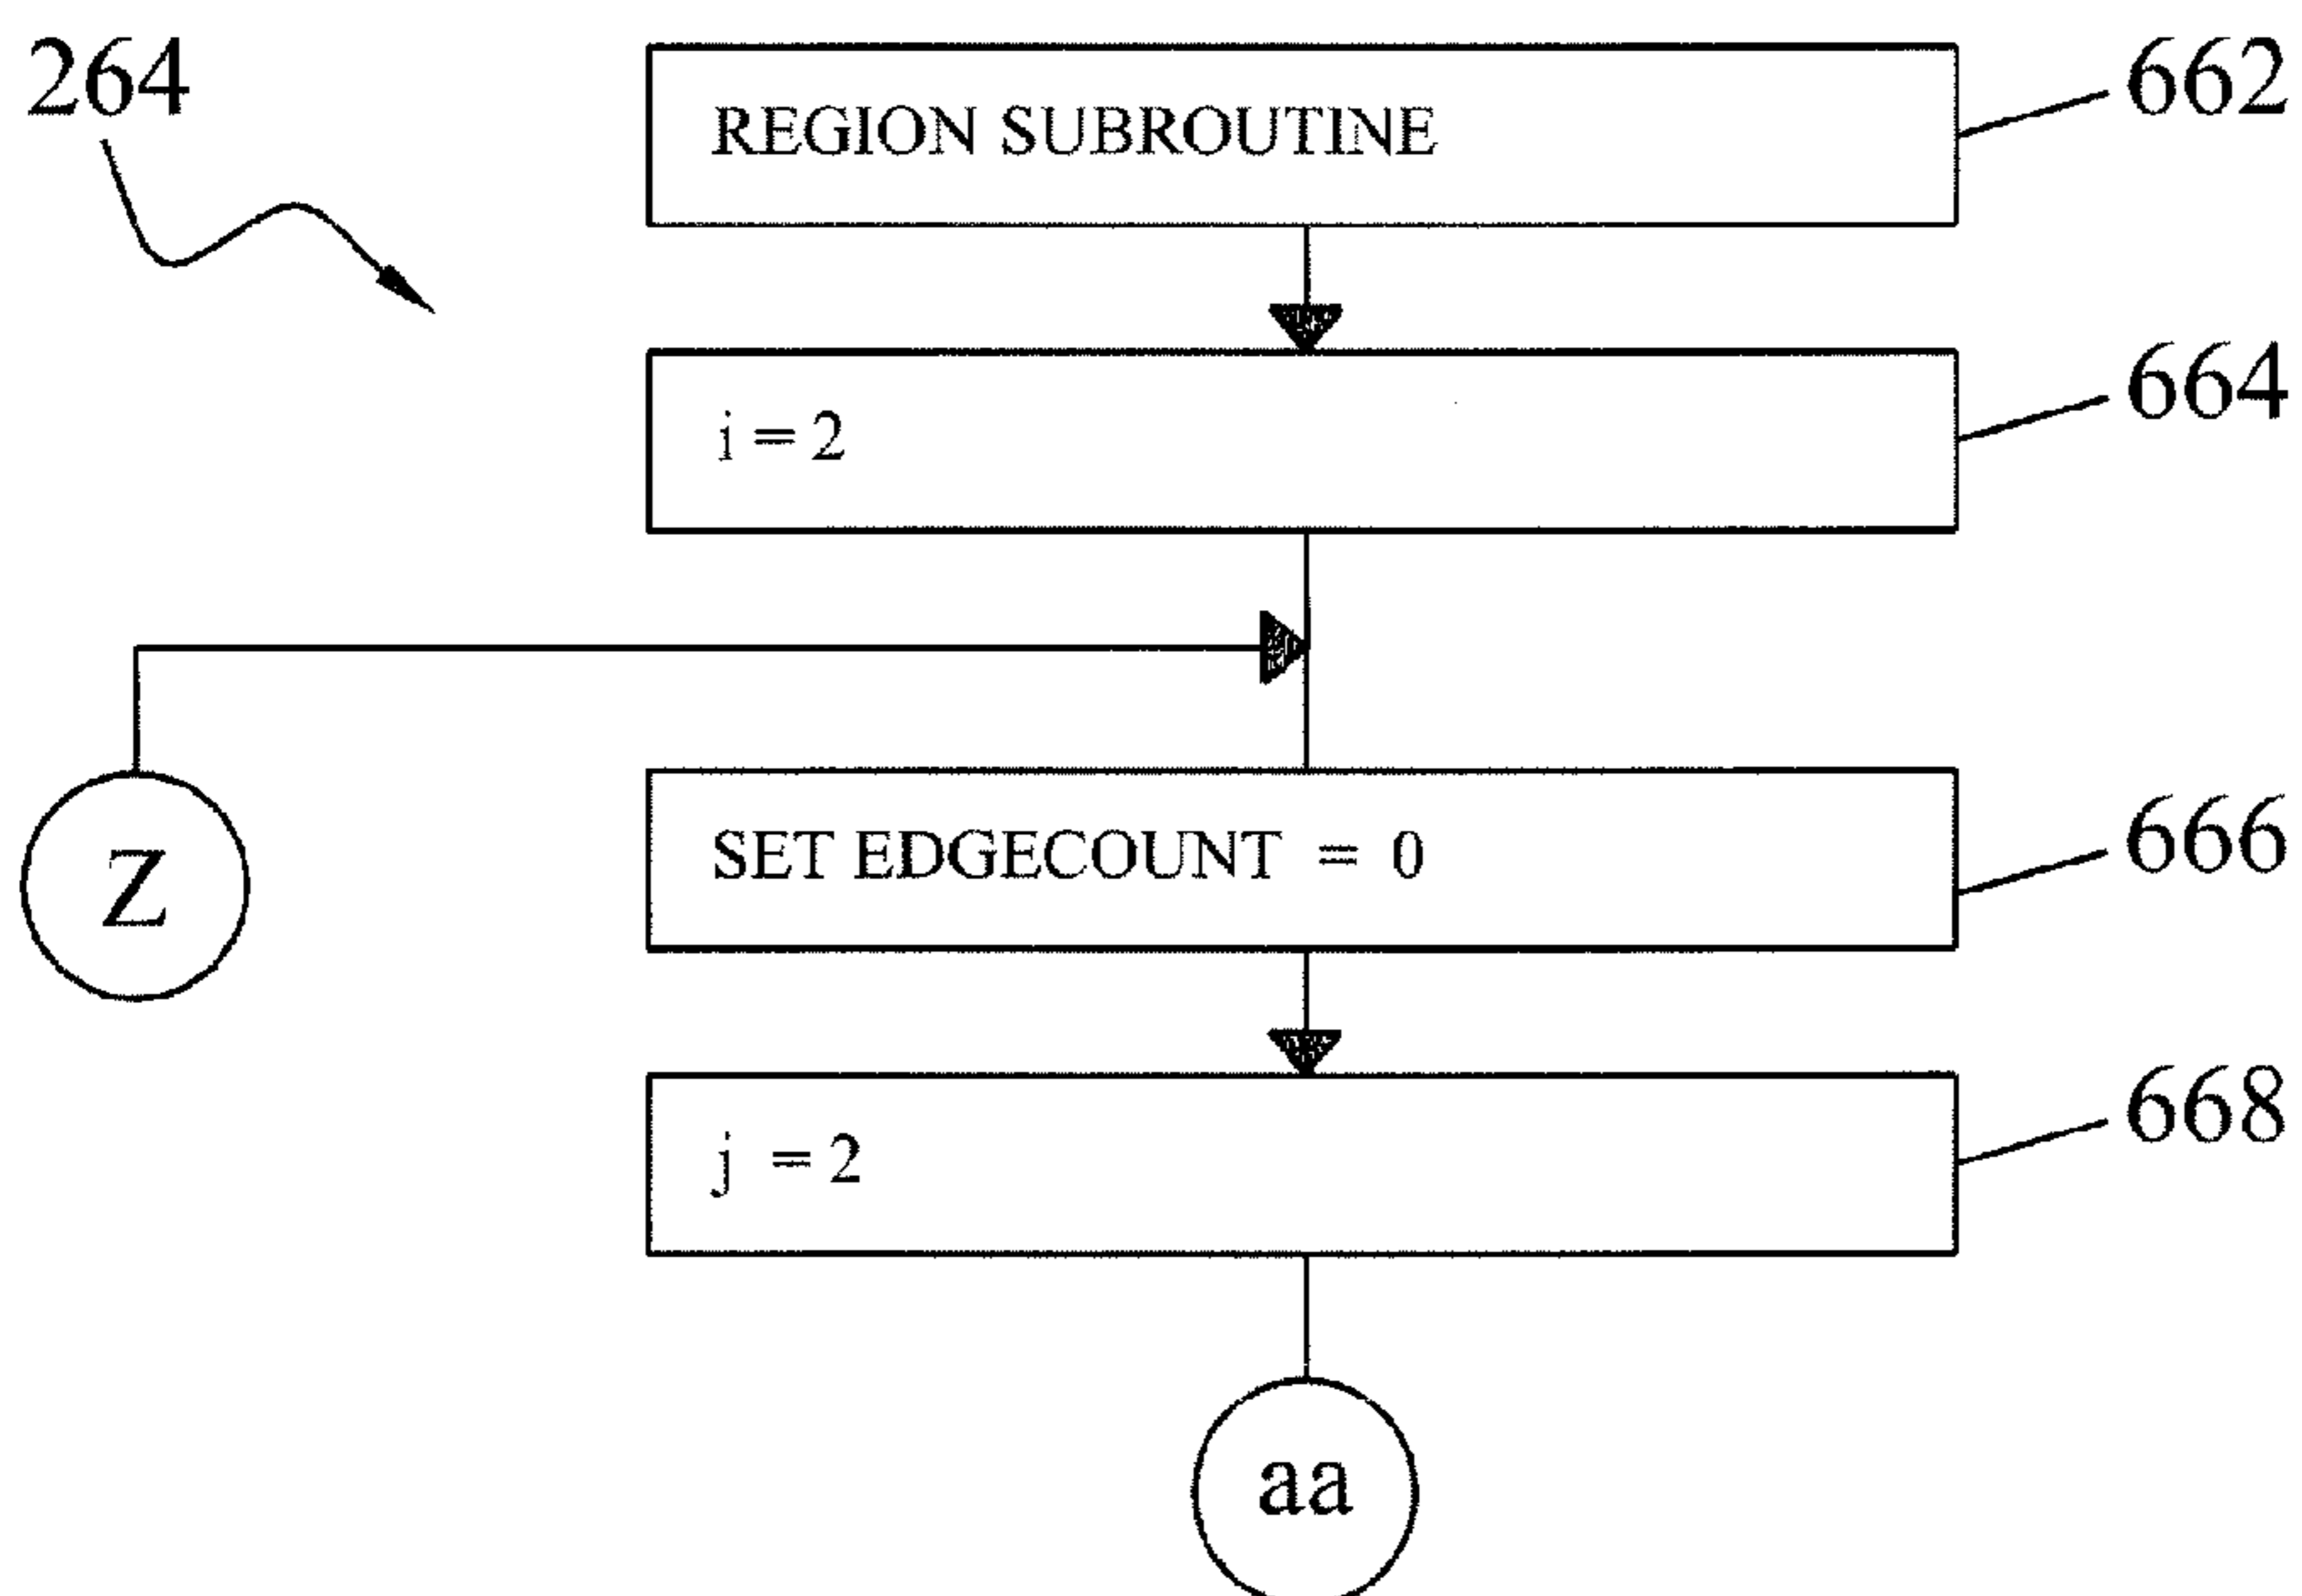 264
REGION SUBROUTINE
662
i = 2
664
Z
SET EDGECOUNT = 0
666
j = 2
668
aa